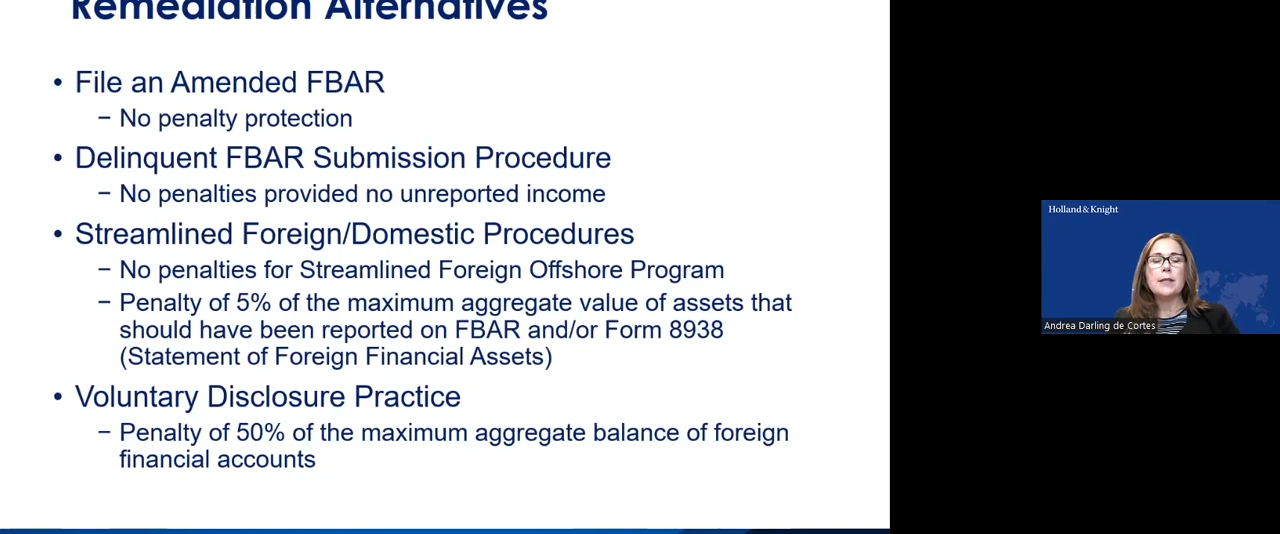 Remediation Alternatives
• File an Amended FBAR
− No penalty protection
• Delinquent FBAR Submission Procedure
− No penalties provided no unreported income
• Streamlined Foreign/Domestic Procedures
− No penalties for Streamlined Foreign Offshore Program
− Penalty of 5% of the maximum aggregate value of assets that
should have been reported on FBAR and/or Form 8938
(Statement of Foreign Financial Assets)
• Voluntary Disclosure Practice
− Penalty of 50% of the maximum aggregate balance of foreign
financial accounts
Holland & Knight
Andrea Darling de Cortes